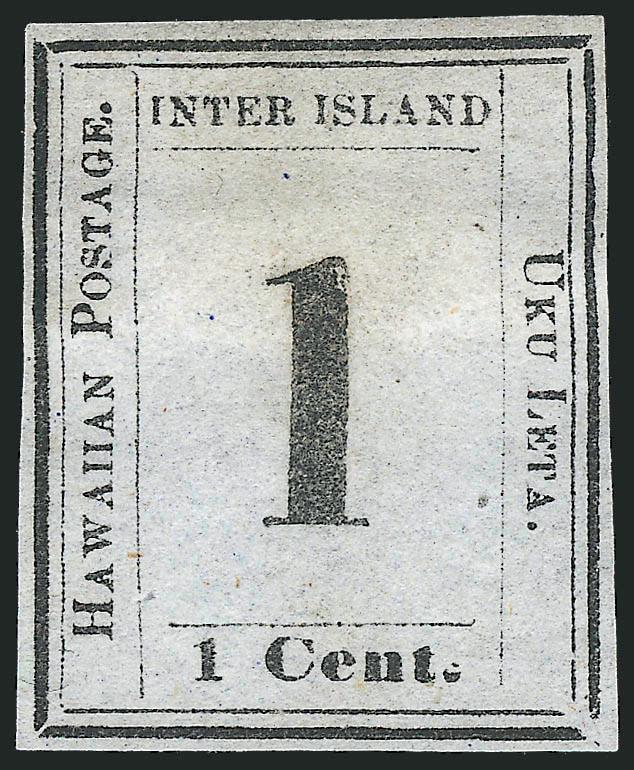 INTER ISLAND
HAWAIIAN POSTAGE.
1
UKU LETA.
1 Cent.